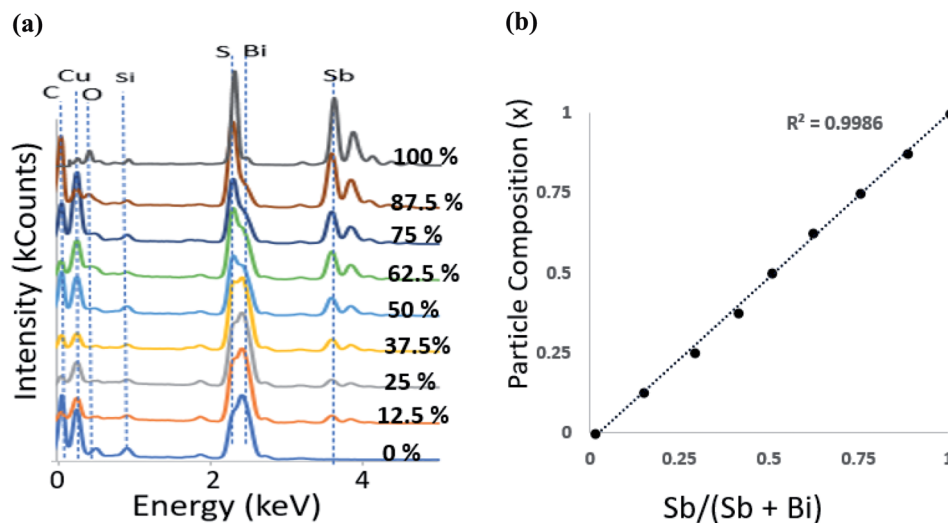 (a)
C
Cu
O
Si
S
Bi
Sb
100 %
87.5 %
75 %
62.5 %
50 %
37.5%
25 %
12.5 %
0 %
Intensity (kCounts)
0
2
4
Energy (keV)
(b)
R² = 0.9986
Particle Composition (x)
1
0.75
0.5
0.25
0
0
0.25
0.5
0.75
1
Sb/(Sb + Bi)